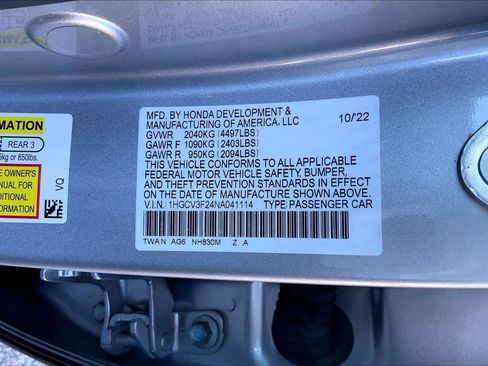 MATION
REAR 3
kg or 850lbs.
OWNER'S
UAL FOR
DITIONAL
ORMATION
VQ
MFD. BY HONDA DEVELOPMENT &
MANUFACTURING OF AMERICA, LLC 10/22
GVWR 2040KG (4497LBS)
GAWR F 1090KG (2403LBS)
GAWR R 950KG (2094LBS)
THIS VEHICLE CONFORMS TO ALL APPLICABLE
FEDERAL MOTOR VEHICLE SAFETY, BUMPER,
AND THEFT PREVENTION STANDARDS IN EFFECT
ON THE DATE OF MANUFACTURE SHOWN ABOVE.
V.I.N.: 1HGCV3F24NA041114 TYPE: PASSENGER CAR
TWA N AG6 NH830M Z .A